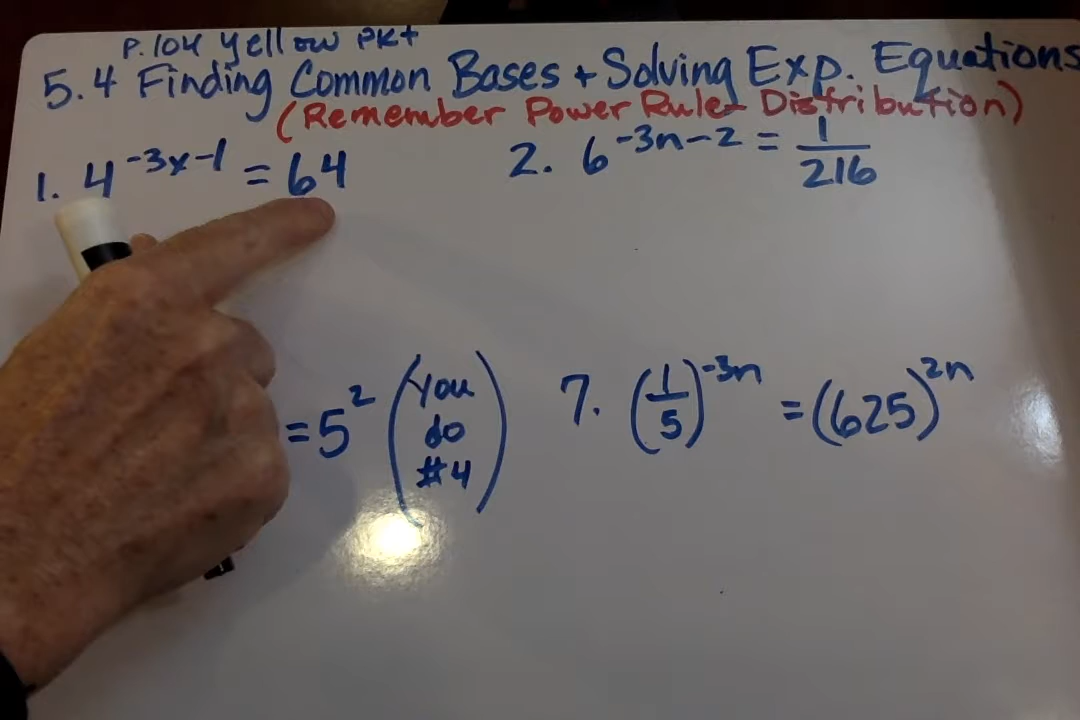 P. 104 Yellow PKt
5.4 Finding Common Bases + Solving Exp. Equations
(Remember Power Rule - Distribution)
1. 4^{-3x-1} = 64
2. 6^{-3n-2} = 1/216
= 5^2 (You do #4)
7. (1/5)^{-3n} = (625)^{2n}